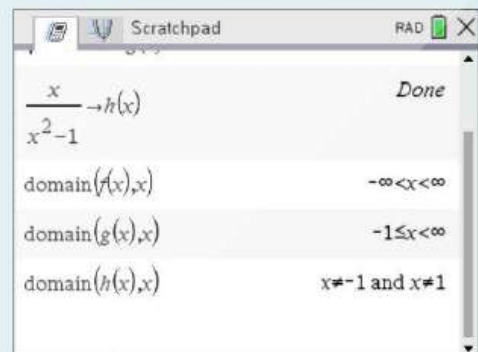 Scratchpad RAD
x/(x²-1)→h(x) Done
domain(f(x),x) -∞<x<∞
domain(g(x),x) -1≤x<∞
domain(h(x),x) x≠-1 and x≠1